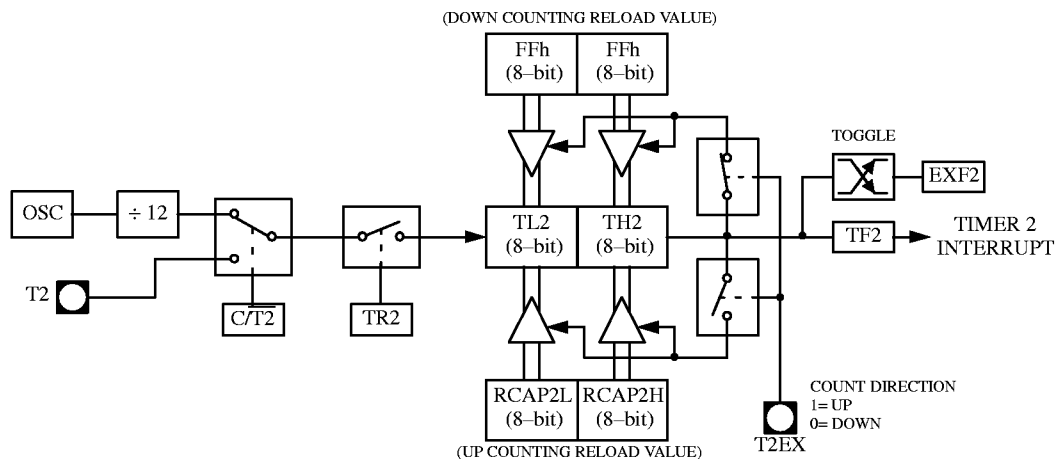 (DOWN COUNTING RELOAD VALUE)
FFh
(8–bit)
FFh
(8–bit)
TOGGLE
OSC
÷ 12
TL2
(8–bit)
TH2
(8–bit)
EXF2
TF2
TIMER 2
INTERRUPT
T2
C/T2
TR2
RCAP2L
(8–bit)
RCAP2H
(8–bit)
(UP COUNTING RELOAD VALUE)
COUNT DIRECTION
1= UP
0= DOWN
T2EX